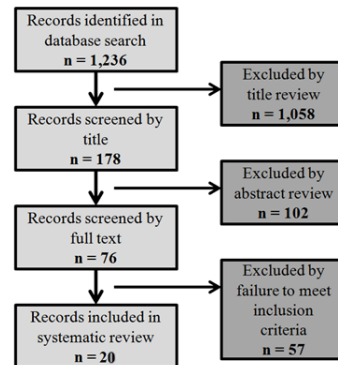 Records identified in
database search
n = 1,236
Excluded by
title review
n = 1,058
Records screened by
title
n = 178
Excluded by
abstract review
n = 102
Records screened by
full text
n = 76
Excluded by
failure to meet
inclusion
criteria
n = 57
Records included in
systematic review
n = 20